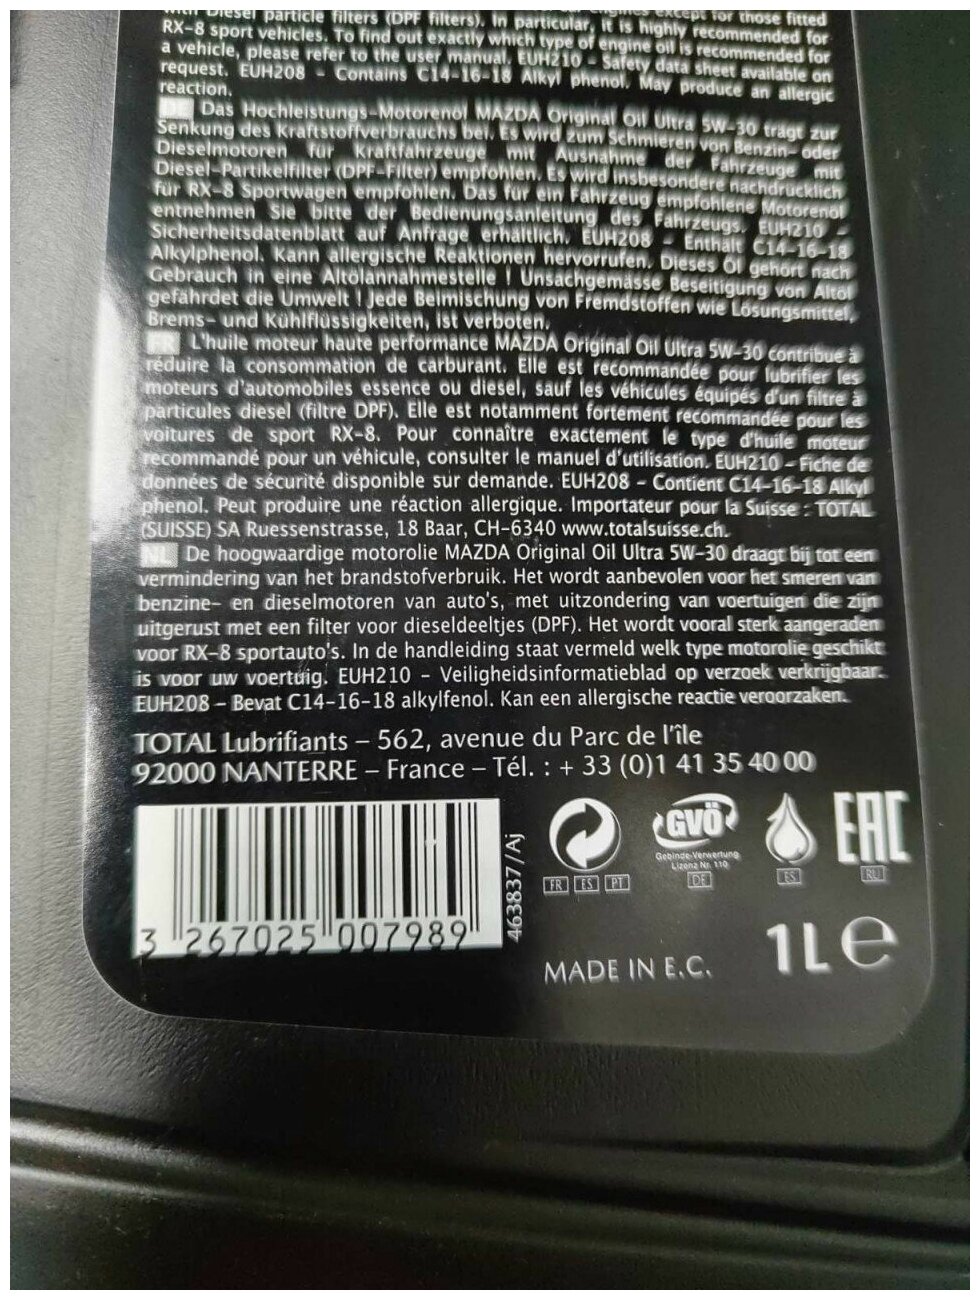 with Diesel particle filters (DPF filters). In particular, it is highly recommended for
RX-8 sport vehicles. To find out exactly which type of engine oil is recommended for
a vehicle, please refer to the user manual. EUH210 - Safety data sheet available on
request. EUH208 - Contains C14-16-18 Alkyl phenol. May produce an allergic
reaction.
DE Das Hochleistungs-Motorenöl MAZDA Original Oil Ultra 5W-30 trägt zur
Senkung des Kraftstoffverbrauchs bei. Es wird zum Schmieren von Benzin- oder
Dieselmotoren für Kraftfahrzeuge mit Ausnahme der Fahrzeuge mit
Diesel-Partikelfilter (DPF-Filter) empfohlen. Es wird insbesondere nachdrücklich
für RX-8 Sportwagen empfohlen. Das für ein Fahrzeug empfohlene Motorenöl
entnehmen Sie bitte der Bedienungsanleitung des Fahrzeugs. EUH210 -
Sicherheitsdatenblatt auf Anfrage erhältlich. EUH208 - Enthält C14-16-18
Alkylphenol. Kann allergische Reaktionen hervorrufen. Dieses Öl gehört nach
Gebrauch in eine Altölannahmestelle ! Unsachgemässe Beseitigung von Altöl
gefährdet die Umwelt ! Jede Beimischung von Fremdstoffen wie Lösungsmittel,
Brems- und Kühlflüssigkeiten, ist verboten.
FR L'huile moteur haute performance MAZDA Original Oil Ultra 5W-30 contribue à
réduire la consommation de carburant. Elle est recommandée pour lubrifier les
moteurs d'automobiles essence ou diesel, sauf les véhicules équipés d'un filtre à
particules diesel (filtre DPF). Elle est notamment fortement recommandée pour les
voitures de sport RX-8. Pour connaître exactement le type d'huile moteur
recommandé pour un véhicule, consulter le manuel d'utilisation. EUH210 - Fiche de
données de sécurité disponible sur demande. EUH208 - Contient C14-16-18 Alkyl
phenol. Peut produire une réaction allergique. Importateur pour la Suisse : TOTAL
(SUISSE) SA Ruessenstrasse, 18 Baar, CH-6340 www.totalsuisse.ch.
NL De hoogwaardige motorolie MAZDA Original Oil Ultra 5W-30 draagt bij tot een
vermindering van het brandstofverbruik. Het wordt aanbevolen voor het smeren van
benzine- en dieselmotoren van auto's, met uitzondering van voertuigen die zijn
uitgerust met een filter voor dieseldeeltjes (DPF). Het wordt vooral sterk aangeraden
voor RX-8 sportauto's. In de handleiding staat vermeld welk type motorolie geschikt
is voor uw voertuig. EUH210 - Veiligheidsinformatieblad op verzoek verkrijgbaar.
EUH208 - Bevat C14-16-18 alkylfenol. Kan een allergische reactie veroorzaken.
TOTAL Lubrifiants – 562, avenue du Parc de l'île
92000 NANTERRE – France – Tél. : + 33 (0)1 41 35 40 00
3 267025 007989
463837/Aj
FR ES PT
GVÖ
Gebinde-Verwertung
Lizenz Nr. 110
DE
ES
EAC
RU
MADE IN E.C.
1L e